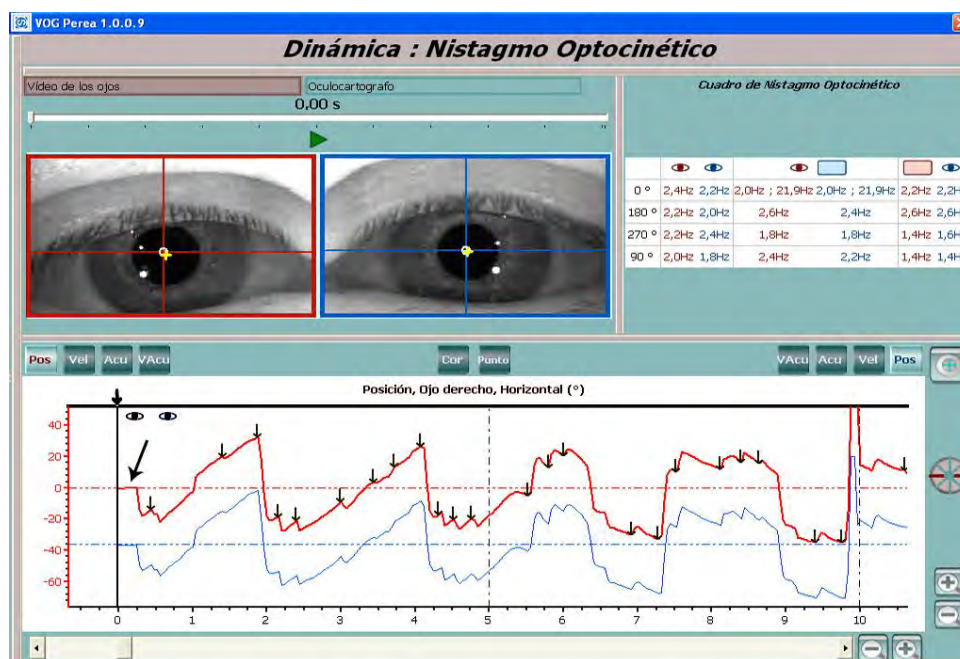 VOG Perea 1.0.0.9
Dinámica : Nistagmo Optocinético
Vídeo de los ojos
Oculocartografo
0,00 s
Cuadro de Nistagmo Optocinético
0 º 2,4Hz 2,2Hz 2,0Hz ; 21,9Hz 2,0Hz ; 21,9Hz 2,2Hz 2,2H
180 º 2,2Hz 2,0Hz 2,6Hz 2,4Hz 2,6Hz 2,6H
270 º 2,2Hz 2,4Hz 1,8Hz 1,8Hz 1,4Hz 1,6H
90 º 2,0Hz 1,8Hz 2,4Hz 2,2Hz 1,4Hz 1,4H
Pos Vel Acu VAcu Cor Punto VAcu Acu Vel Pos
Posición, Ojo derecho, Horizontal (°)
40
20
0
-20
-40
-60
0 1 2 3 4 5 6 7 8 9 10